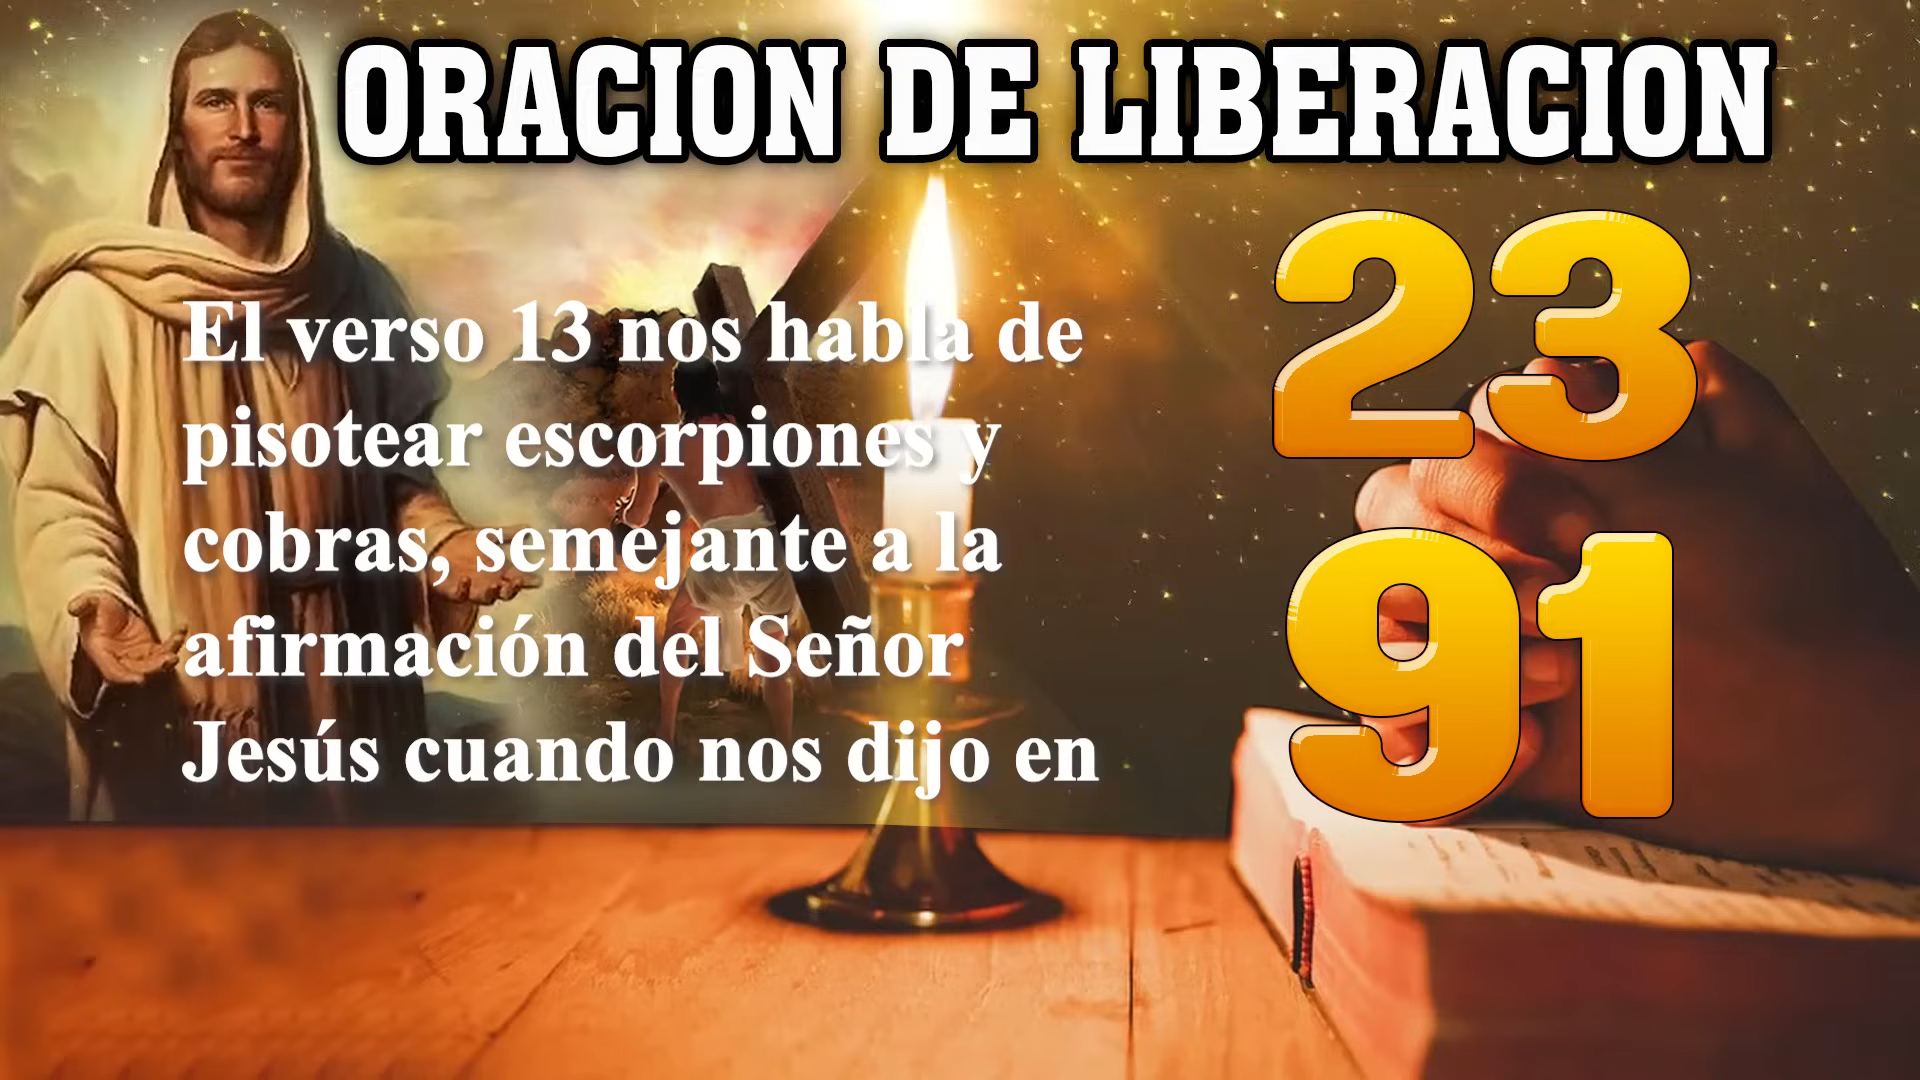 ORACION DE LIBERACION
El verso 13 nos habla de
pisotear escorpiones y
cobras, semejante a la
afirmación del Señor
Jesús cuando nos dijo en
23
91